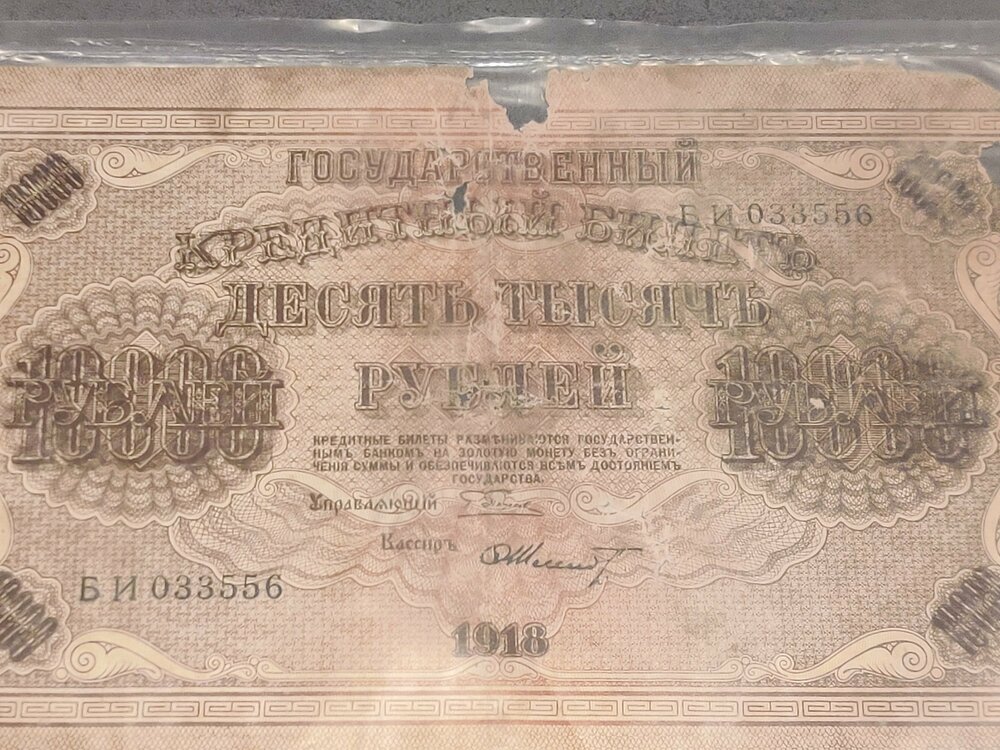 ГОСУДАРСТВЕННЫЙ
КРЕДИТНЫЙ БИЛЕТЪ
БИ 033556
ДЕСЯТЬ ТЫСЯЧЪ
РУБЛЕЙ
10000
РУБЛЕЙ
10000
РУБЛЕЙ
КРЕДИТНЫЕ БИЛЕТЫ РАЗМѢНИВАЮТСЯ ГОСУДАРСТВЕН-
НЫМЪ БАНКОМЪ НА ЗОЛОТУЮ МОНЕТУ БЕЗЪ ОГРАНИ-
ЧЕНІЯ СУММЫ И ОБЕЗПЕЧИВАЮТСЯ ВСѢМЪ ДОСТОЯНІЕМЪ
ГОСУДАРСТВА.
Управляющій
Кассиръ
БИ 033556
1918